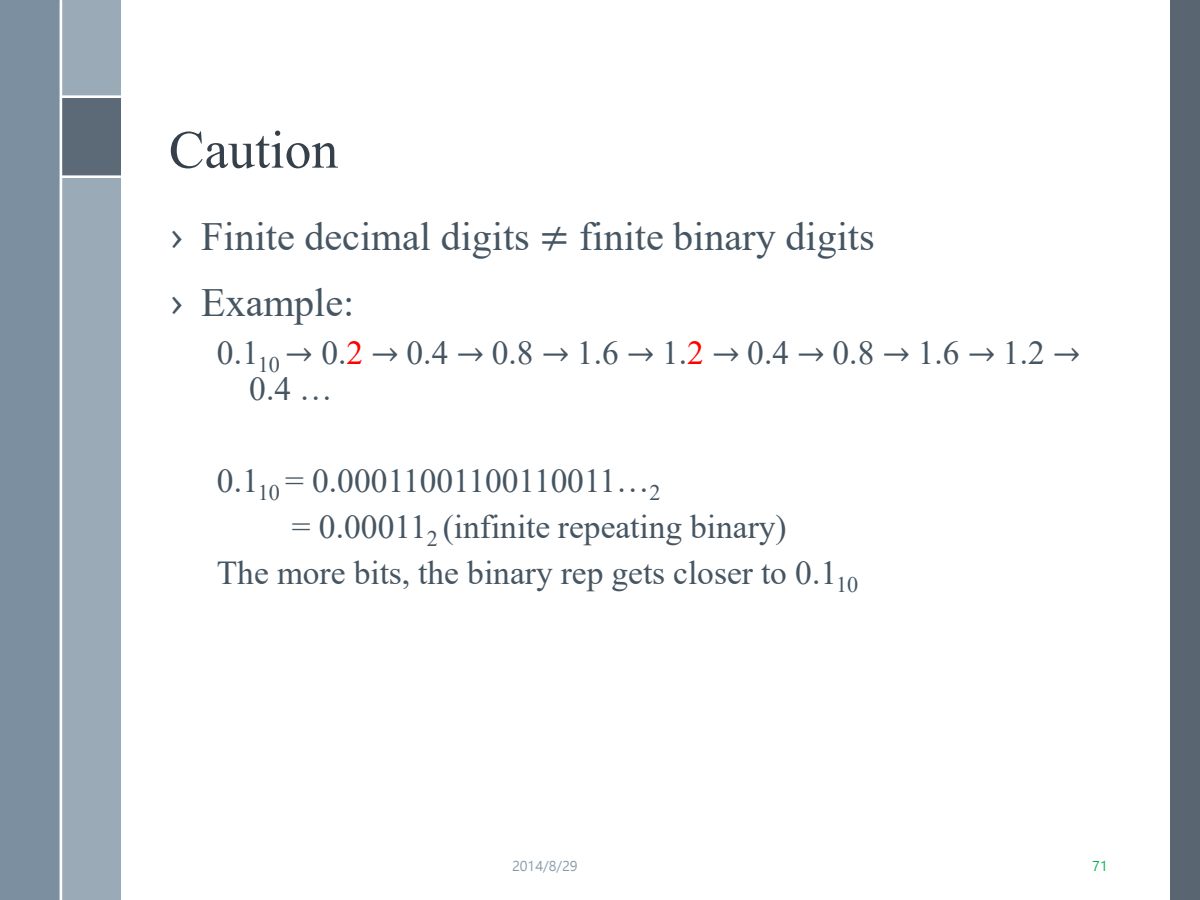 Caution
› Finite decimal digits ≠ finite binary digits
› Example:
0.1₁₀ → 0.2 → 0.4 → 0.8 → 1.6 → 1.2 → 0.4 → 0.8 → 1.6 → 1.2 →
0.4 …
0.1₁₀ = 0.00011001100110011…₂
= 0.00011₂ (infinite repeating binary)
The more bits, the binary rep gets closer to 0.1₁₀
2014/8/29
71